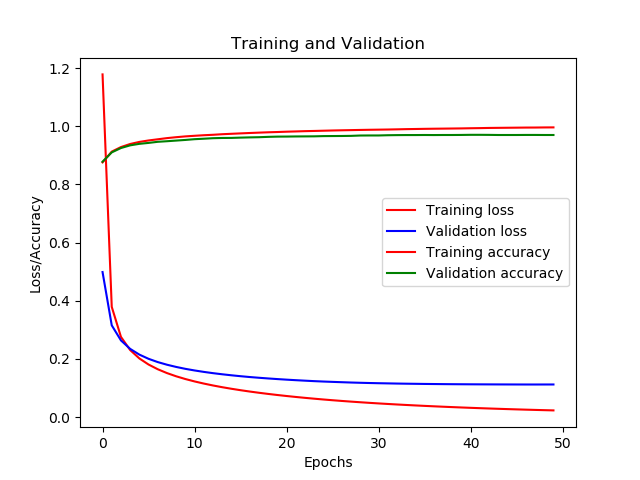 Training and Validation
Loss/Accuracy
1.2
1.0
0.8
0.6
0.4
0.2
0.0
Training loss
Validation loss
Training accuracy
Validation accuracy
0
10
20
30
40
50
Epochs